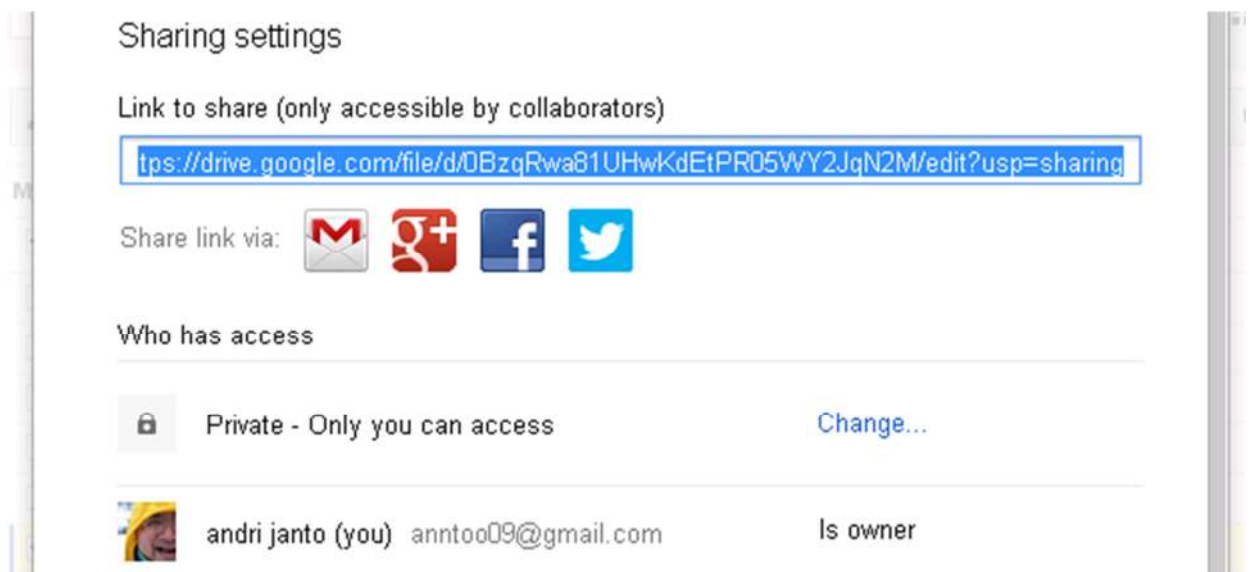 Sharing settings
Link to share (only accessible by collaborators)
tps://drive.google.com/file/d/0BzqRwa81UHwKdEtPR05WY2JqN2M/edit?usp=sharing
Share link via: g+ f
Who has access
Private - Only you can access Change...
andri janto (you) anntoo09@gmail.com Is owner